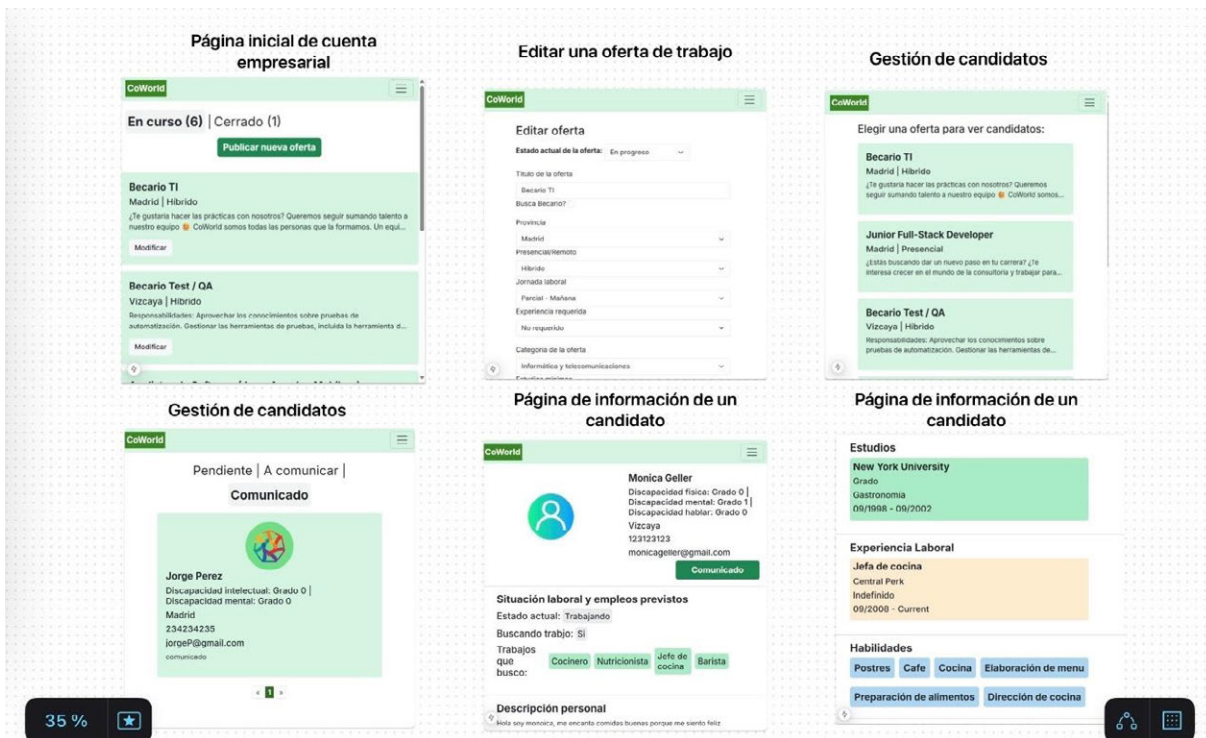 Página inicial de cuenta
empresarial
CoWorld
En curso (6) | Cerrado (1)
Publicar nueva oferta
Becario TI
Madrid | Híbrido
¿Te gustaría hacer las prácticas con nosotros? Queremos seguir sumando talento a
nuestro equipo CoWorld somos todas las personas que la formamos. Un equi...
Modificar
Becario Test / QA
Vizcaya | Híbrido
Responsabilidades: Aprovechar los conocimientos sobre pruebas de
automatización. Gestionar las herramientas de pruebas, incluida la herramienta d...
Modificar
Editar una oferta de trabajo
CoWorld
Editar oferta
Estado actual de la oferta: En progreso
Título de la oferta
Becario TI
Busca Becario?
Provincia
Madrid
Presencial/Remoto
Híbrido
Jornada laboral
Parcial - Mañana
Experiencia requerida
No requerido
Categoría de la oferta
Informática y telecomunicaciones
Gestión de candidatos
CoWorld
Elegir una oferta para ver candidatos:
Becario TI
Madrid | Híbrido
¿Te gustaría hacer las prácticas con nosotros? Queremos
seguir sumando talento a nuestro equipo CoWorld somos...
Junior Full-Stack Developer
Madrid | Presencial
¿Estás buscando dar un nuevo paso en tu carrera? ¿Te
interesa crecer en el mundo de la consultoría y trabajar para...
Becario Test / QA
Vizcaya | Híbrido
Responsabilidades: Aprovechar los conocimientos sobre
pruebas de automatización. Gestionar las herramientas de...
Gestión de candidatos
CoWorld
Pendiente | A comunicar |
Comunicado
Jorge Perez
Discapacidad intelectual: Grado 0 |
Discapacidad mental: Grado 0
Madrid
234234235
jorgeP@gmail.com
comunicado
« 1 »
Página de información de un
candidato
CoWorld
Monica Geller
Discapacidad física: Grado 0 |
Discapacidad mental: Grado 1 |
Discapacidad hablar: Grado 0
Vizcaya
123123123
monicageller@gmail.com
Comunicado
Situación laboral y empleos previstos
Estado actual: Trabajando
Buscando trabjo: Si
Trabajos
que
busco:
Cocinero Nutricionista Jefe de cocina Barista
Descripción personal
Hola soy monoica, me encanta comidas buenas porque me siento feliz
Página de información de un
candidato
Estudios
New York University
Grado
Gastronomía
09/1998 - 09/2002
Experiencia Laboral
Jefa de cocina
Central Perk
Indefinido
09/2008 - Current
Habilidades
Postres Cafe Cocina Elaboración de menu
Preparación de alimentos Dirección de cocina
35 %